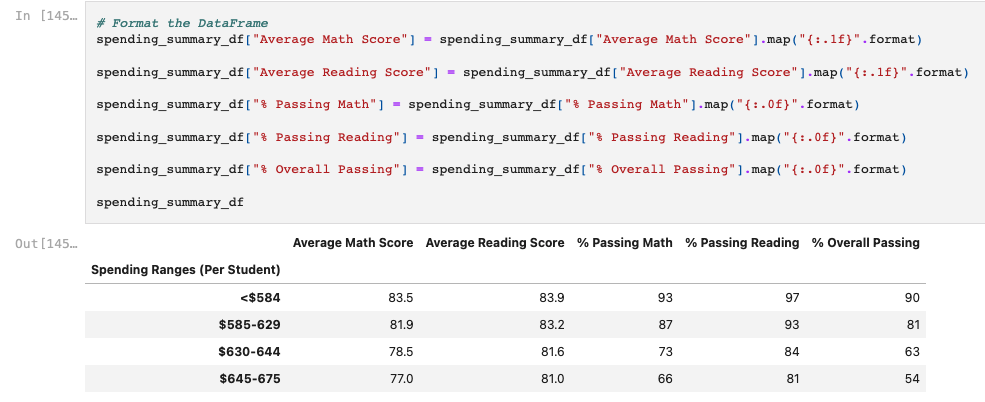 In [145…
# Format the DataFrame
spending_summary_df["Average Math Score"] = spending_summary_df["Average Math Score"].map("{:.1f}".format)
spending_summary_df["Average Reading Score"] = spending_summary_df["Average Reading Score"].map("{:.1f}".format)
spending_summary_df["% Passing Math"] = spending_summary_df["% Passing Math"].map("{:.0f}".format)
spending_summary_df["% Passing Reading"] = spending_summary_df["% Passing Reading"].map("{:.0f}".format)
spending_summary_df["% Overall Passing"] = spending_summary_df["% Overall Passing"].map("{:.0f}".format)
spending_summary_df
Out[145…
Average Math Score Average Reading Score % Passing Math % Passing Reading % Overall Passing
Spending Ranges (Per Student)
<$584 83.5 83.9 93 97 90
$585-629 81.9 83.2 87 93 81
$630-644 78.5 81.6 73 84 63
$645-675 77.0 81.0 66 81 54